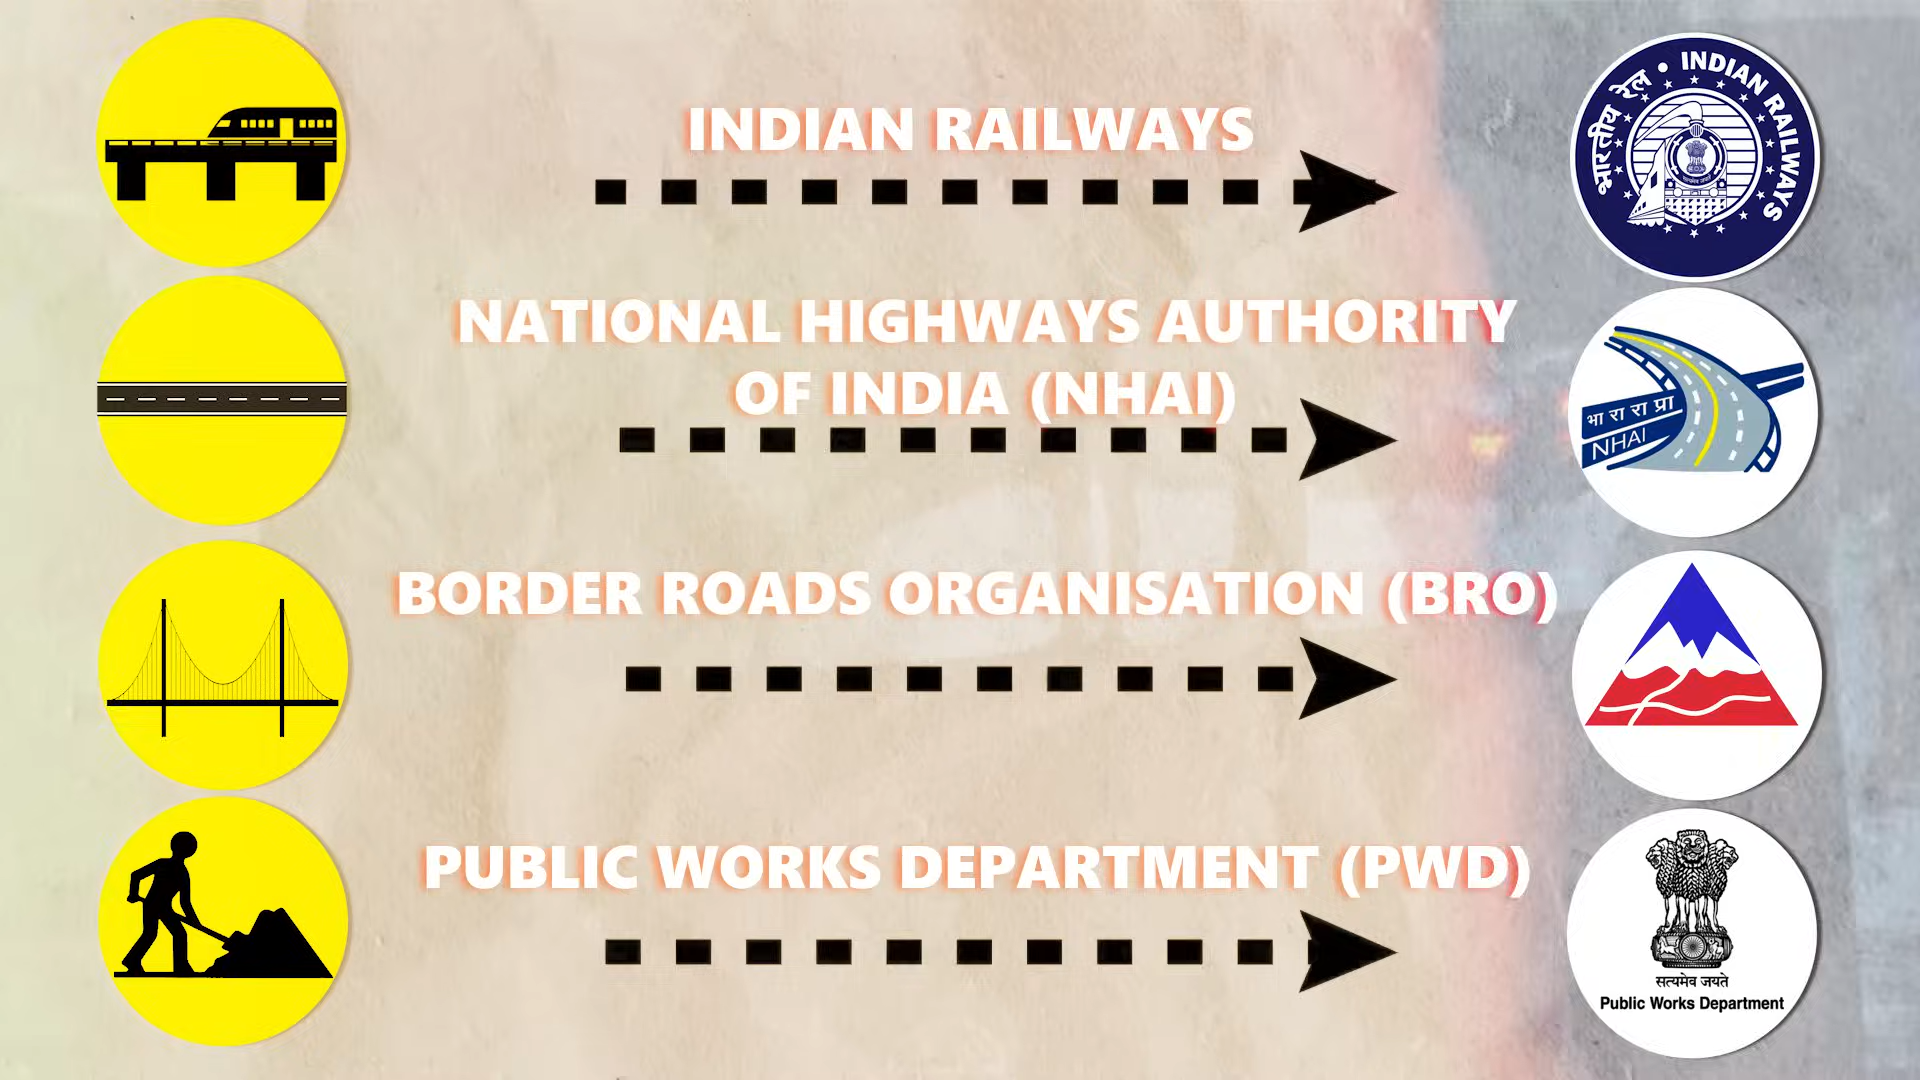 INDIAN RAILWAYS
भारतीय रेल • INDIAN RAILWAYS
NATIONAL HIGHWAYS AUTHORITY
OF INDIA (NHAI)
भा रा रा प्रा
NHAI
BORDER ROADS ORGANISATION (BRO)
PUBLIC WORKS DEPARTMENT (PWD)
सत्यमेव जयते
Public Works Department